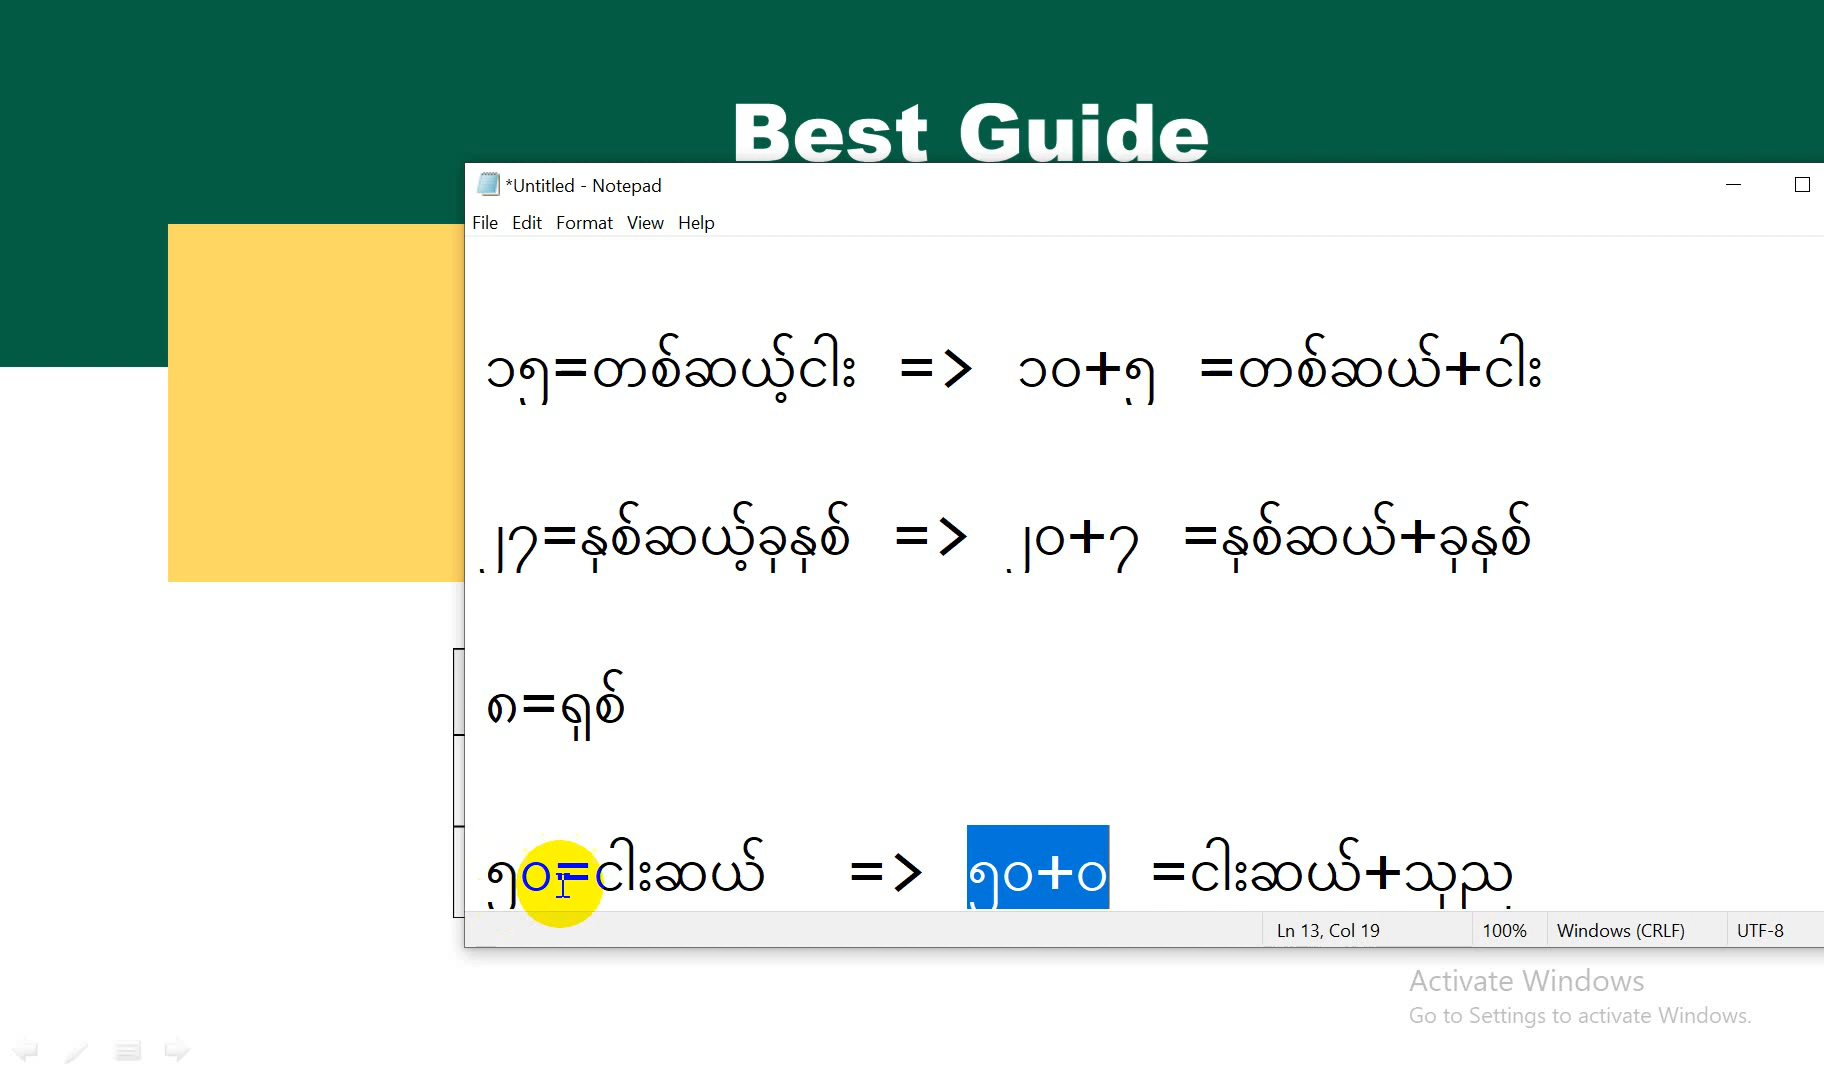 Best Guide
*Untitled - Notepad
File Edit Format View Help
၁၅=တစ်ဆယ့်ငါး => ၁၀+၅ =တစ်ဆယ်+ငါး
၂၇=နှစ်ဆယ့်ခုနှစ် => ၂၀+၇ =နှစ်ဆယ်+ခုနှစ်
၈=ရှစ်
၅၀=ငါးဆယ် => ၅၀+၀ =ငါးဆယ်+သုည
Ln 13, Col 19 100% Windows (CRLF) UTF-8
Activate Windows
Go to Settings to activate Windows.